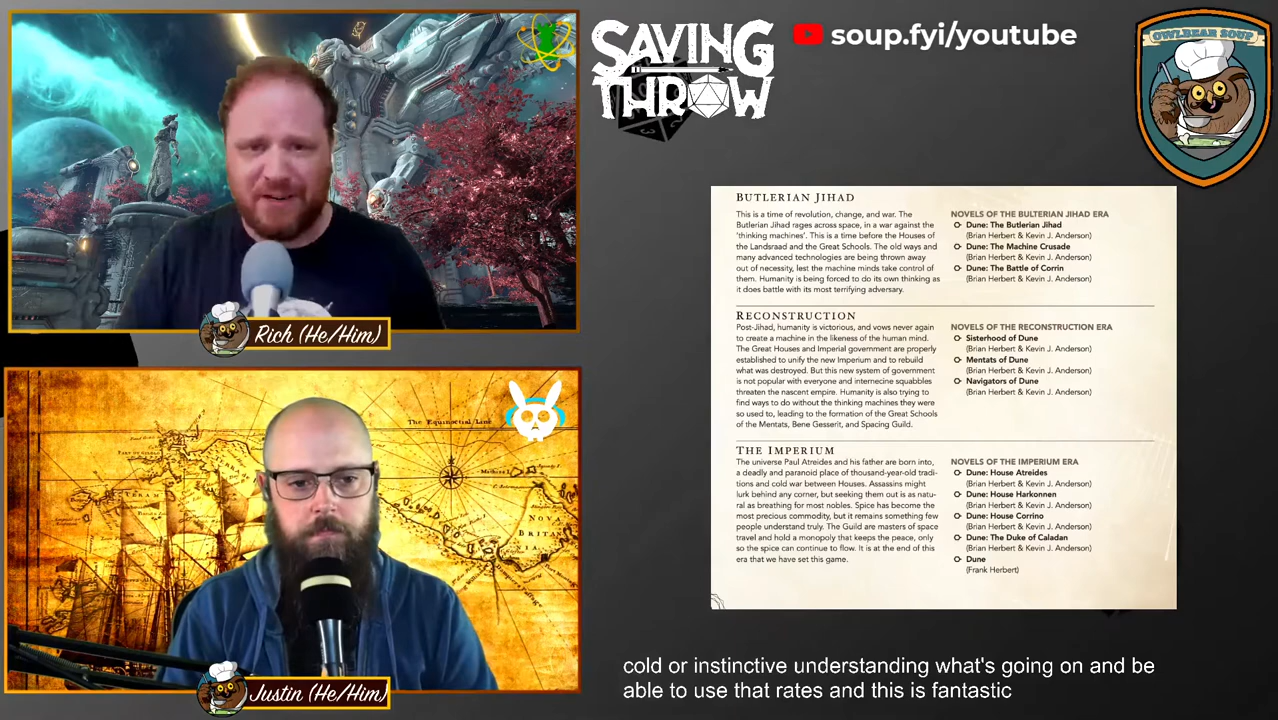 SAVING
THROW
soup.fyi/youtube
OWLBEAR SOUP
Rich (He/Him)
The Equinoctial Line
Justin (He/Him)
BUTLERIAN JIHAD
This is a time of revolution, change, and war. The
Butlerian Jihad rages across space, in a war against the
'thinking machines'. This is a time before the Houses of
the Landsraad and the Great Schools. The old ways and
many advanced technologies are being thrown away
out of necessity, lest the machine minds take control of
them. Humanity is being forced to do its own thinking as
it does battle with its most terrifying adversary.
NOVELS OF THE BULTERIAN JIHAD ERA
Dune: The Butlerian Jihad
(Brian Herbert & Kevin J. Anderson)
Dune: The Machine Crusade
(Brian Herbert & Kevin J. Anderson)
Dune: The Battle of Corrin
(Brian Herbert & Kevin J. Anderson)
RECONSTRUCTION
Post-Jihad, humanity is victorious, and vows never again
to create a machine in the likeness of the human mind.
The Great Houses and Imperial government are properly
established to unify the new Imperium and to rebuild
what was destroyed. But this new system of government
is not popular with everyone and internecine squabbles
threaten the nascent empire. Humanity is also trying to
find ways to do without the thinking machines they were
so used to, leading to the formation of the Great Schools
of the Mentats, Bene Gesserit, and Spacing Guild.
NOVELS OF THE RECONSTRUCTION ERA
Sisterhood of Dune
(Brian Herbert & Kevin J. Anderson)
Mentats of Dune
(Brian Herbert & Kevin J. Anderson)
Navigators of Dune
(Brian Herbert & Kevin J. Anderson)
THE IMPERIUM
The universe Paul Atreides and his father are born into,
a deadly and paranoid place of thousand-year-old tradi-
tions and cold war between Houses. Assassins might
lurk behind any corner, but seeking them out is as natu-
ral as breathing for most nobles. Spice has become the
most precious commodity, but it remains something few
people understand truly. The Guild are masters of space
travel and hold a monopoly that keeps the peace, only
so the spice can continue to flow. It is at the end of this
era that we have set this game.
NOVELS OF THE IMPERIUM ERA
Dune: House Atreides
(Brian Herbert & Kevin J. Anderson)
Dune: House Harkonnen
(Brian Herbert & Kevin J. Anderson)
Dune: House Corrino
(Brian Herbert & Kevin J. Anderson)
Dune: The Duke of Caladan
(Brian Herbert & Kevin J. Anderson)
Dune
(Frank Herbert)
cold or instinctive understanding what's going on and be
able to use that rates and this is fantastic